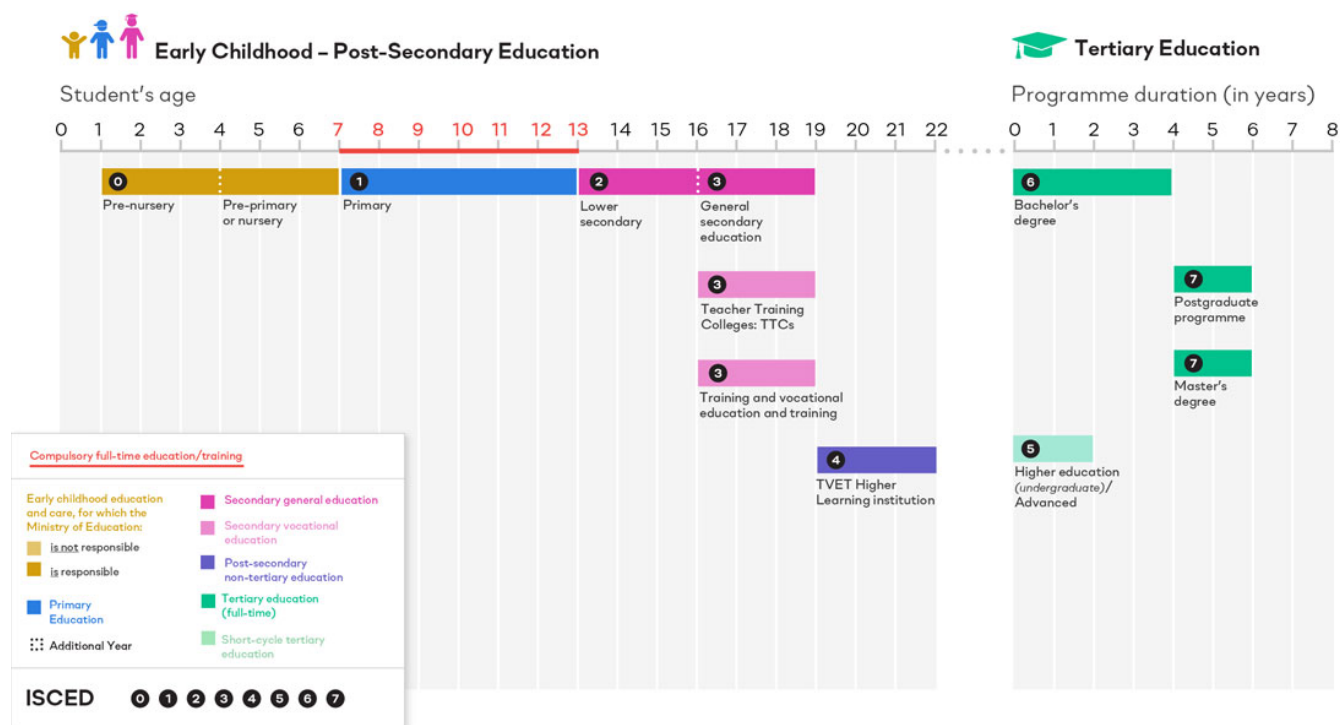 Early Childhood – Post-Secondary Education
Tertiary Education
Student's age
Programme duration (in years)
0 1 2 3 4 5 6 7 8 9 10 11 12 13 14 15 16 17 18 19 20 21 22
0 1 2 3 4 5 6 7 8
0
Pre-nursery
Pre-primary
or nursery
1
Primary
2
Lower
secondary
3
General
secondary
education
6
Bachelor's
degree
3
Teacher Training
Colleges: TTCs
7
Postgraduate
programme
3
Training and vocational
education and training
7
Master's
degree
4
TVET Higher
Learning institution
5
Higher education
(undergraduate)/
Advanced
Compulsory full-time education/training
Early childhood education
and care, for which the
Ministry of Education:
is not responsible
is responsible
Primary
Education
Additional Year
Secondary general education
Secondary vocational
education
Post-secondary
non-tertiary education
Tertiary education
(full-time)
Short-cycle tertiary
education
ISCED 0 1 2 3 4 5 6 7